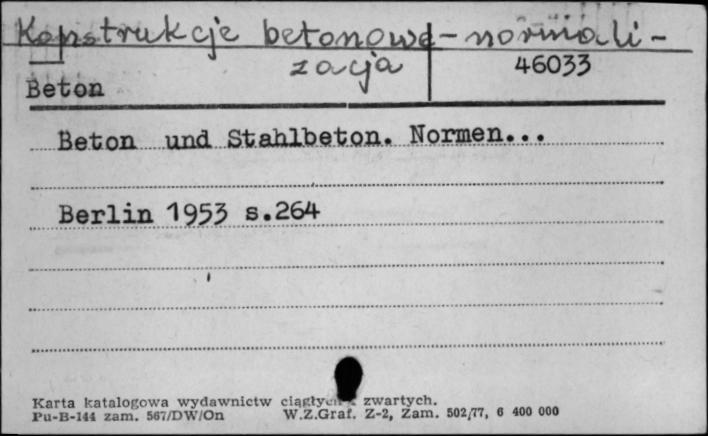 Konstrukcje betonowe - normali-
zacja
46033
Beton
Beton und Stahlbeton. Normen...
Berlin 1953 s.264
Karta katalogowa wydawnictw ciągłych i zwartych.
Pu-B-144 zam. 567/DW/On W.Z.Graf. Z-2, Zam. 502/77, 6 400 000